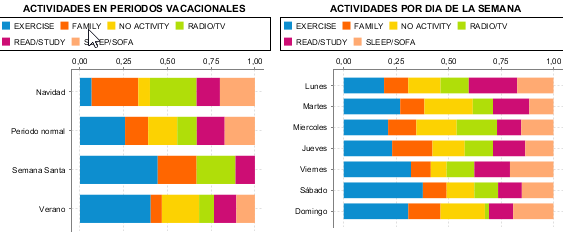 ACTIVIDADES EN PERIODOS VACACIONALES
EXERCISE FAMILY NO ACTIVITY RADIO/TV
READ/STUDY SLEEP/SOFA
0,00 0,25 0,50 0,75 1,00
Navidad
Periodo normal
Semana Santa
Verano
ACTIVIDADES POR DIA DE LA SEMANA
EXERCISE FAMILY NO ACTIVITY RADIO/TV
READ/STUDY SLEEP/SOFA
0,00 0,25 0,50 0,75 1,00
Lunes
Martes
Miercoles
Jueves
Viernes
Sábado
Domingo